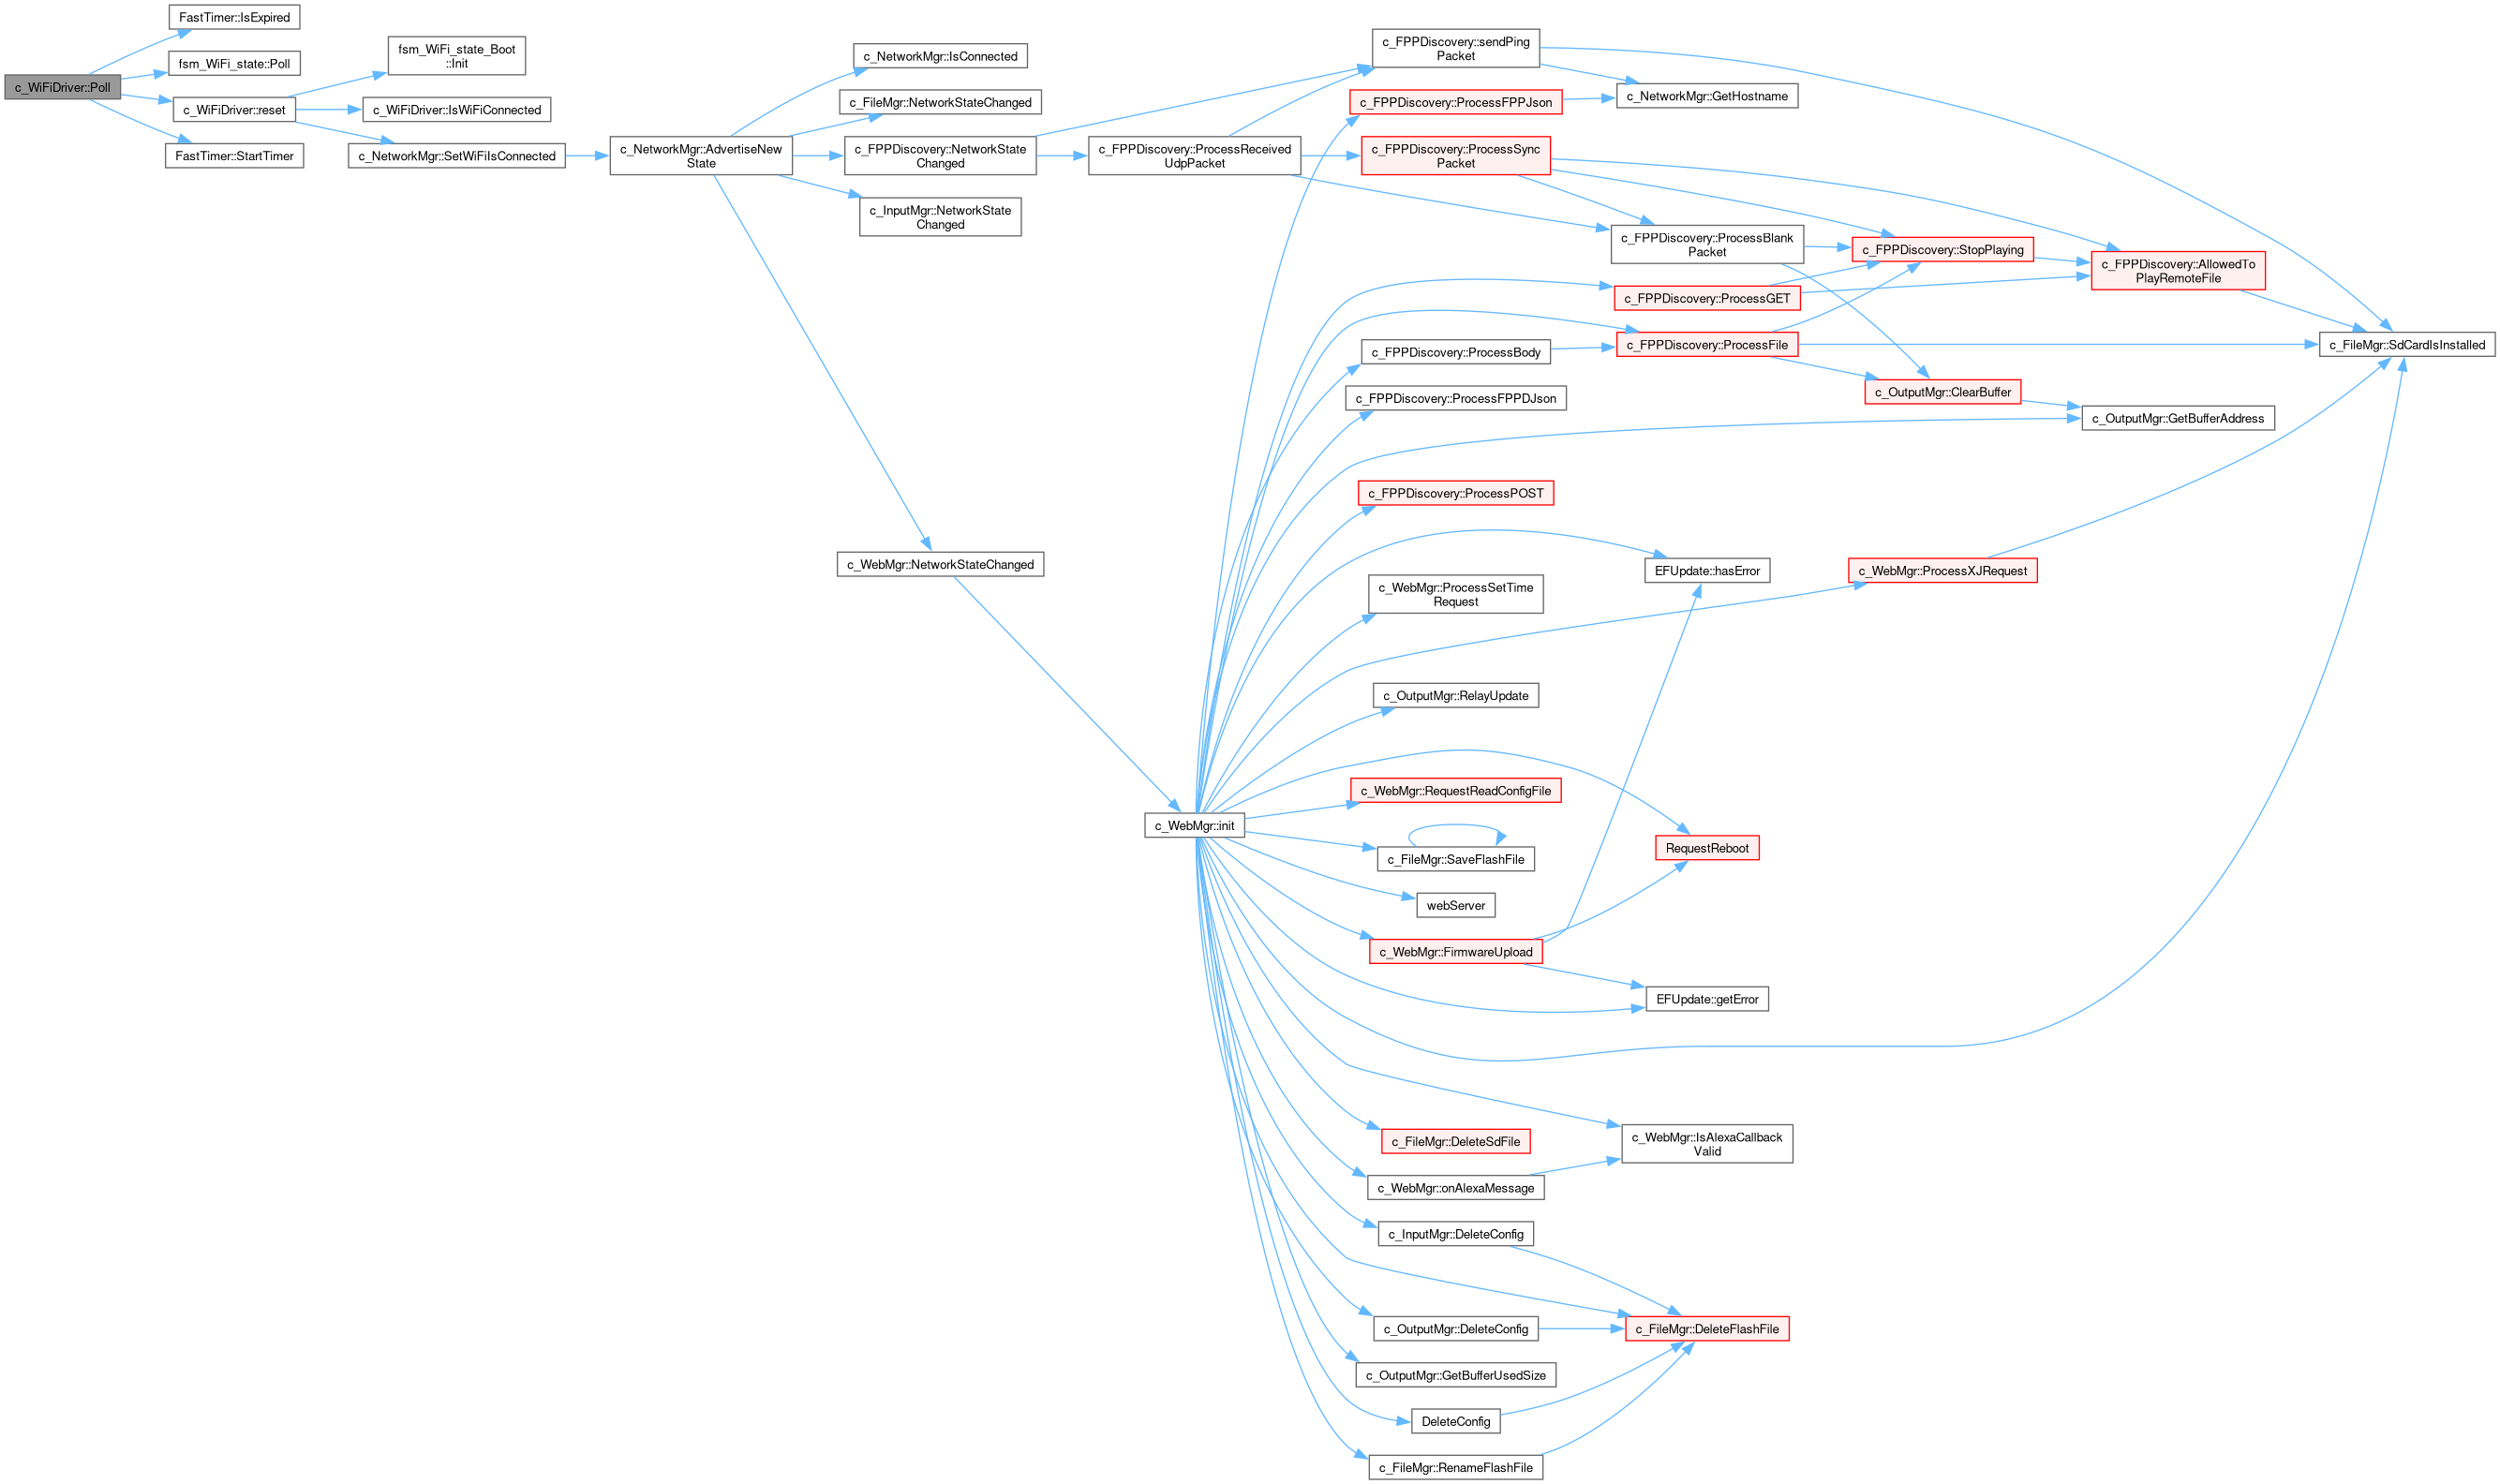 c_WiFiDriver::Poll
FastTimer::IsExpired
fsm_WiFi_state::Poll
c_WiFiDriver::reset
FastTimer::StartTimer
fsm_WiFi_state_Boot
::Init
c_WiFiDriver::IsWiFiConnected
c_NetworkMgr::SetWiFiIsConnected
c_NetworkMgr::AdvertiseNew
State
c_NetworkMgr::IsConnected
c_FileMgr::NetworkStateChanged
c_FPPDiscovery::NetworkState
Changed
c_InputMgr::NetworkState
Changed
c_WebMgr::NetworkStateChanged
c_FPPDiscovery::ProcessReceived
UdpPacket
c_WebMgr::init
c_FPPDiscovery::sendPing
Packet
c_FPPDiscovery::ProcessFPPJson
c_FPPDiscovery::ProcessSync
Packet
c_FPPDiscovery::ProcessBody
c_FPPDiscovery::ProcessFPPDJson
c_FPPDiscovery::ProcessPOST
c_WebMgr::ProcessSetTime
Request
c_OutputMgr::RelayUpdate
c_WebMgr::RequestReadConfigFile
c_FileMgr::SaveFlashFile
webServer
c_WebMgr::FirmwareUpload
c_FileMgr::DeleteSdFile
c_WebMgr::onAlexaMessage
c_InputMgr::DeleteConfig
c_OutputMgr::DeleteConfig
c_OutputMgr::GetBufferUsedSize
DeleteConfig
c_FileMgr::RenameFlashFile
c_NetworkMgr::GetHostname
c_FPPDiscovery::ProcessBlank
Packet
c_FPPDiscovery::ProcessGET
c_FPPDiscovery::ProcessFile
EFUpdate::hasError
RequestReboot
EFUpdate::getError
c_WebMgr::IsAlexaCallback
Valid
c_FileMgr::DeleteFlashFile
c_FPPDiscovery::StopPlaying
c_OutputMgr::ClearBuffer
c_WebMgr::ProcessXJRequest
c_FPPDiscovery::AllowedTo
PlayRemoteFile
c_OutputMgr::GetBufferAddress
c_FileMgr::SdCardIsInstalled